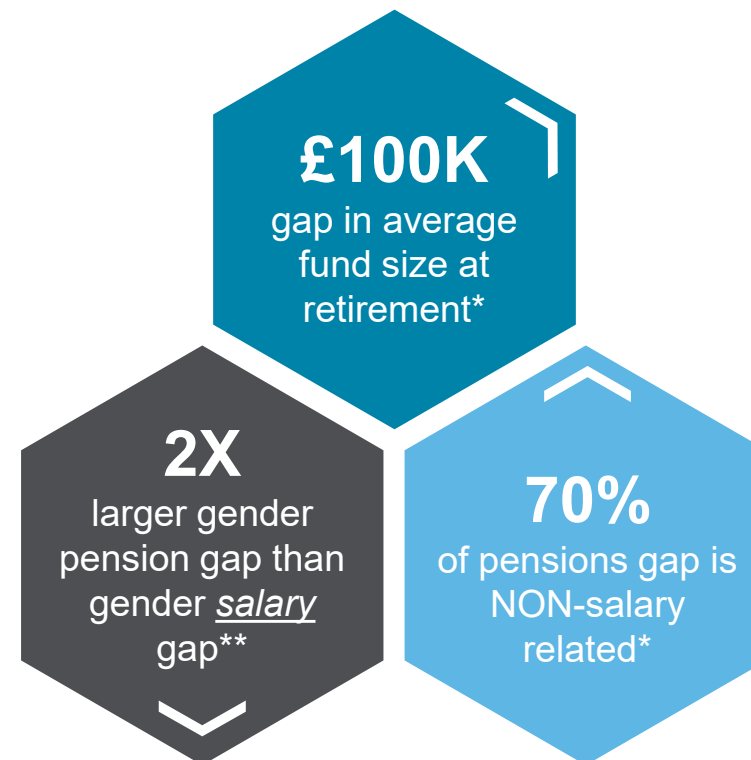 £100K
gap in average
fund size at
retirement*
2X
larger gender
pension gap than
gender salary
gap**
70%
of pensions gap is
NON-salary
related*